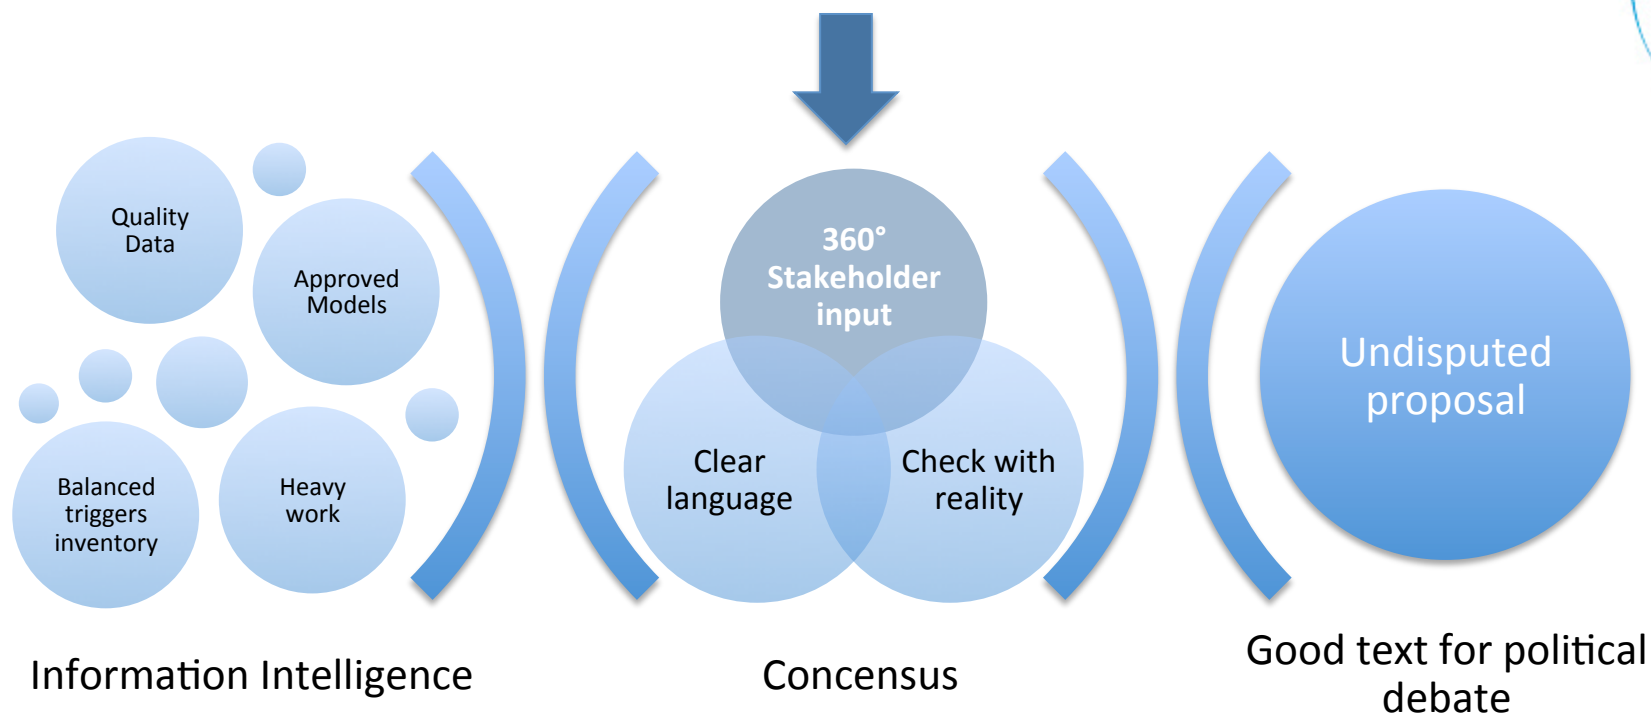 Quality
Data
Approved
Models
Balanced
triggers
inventory
Heavy
work
Information Intelligence
360°
Stakeholder
input
Clear
language
Check with
reality
Concensus
Undisputed
proposal
Good text for political
debate